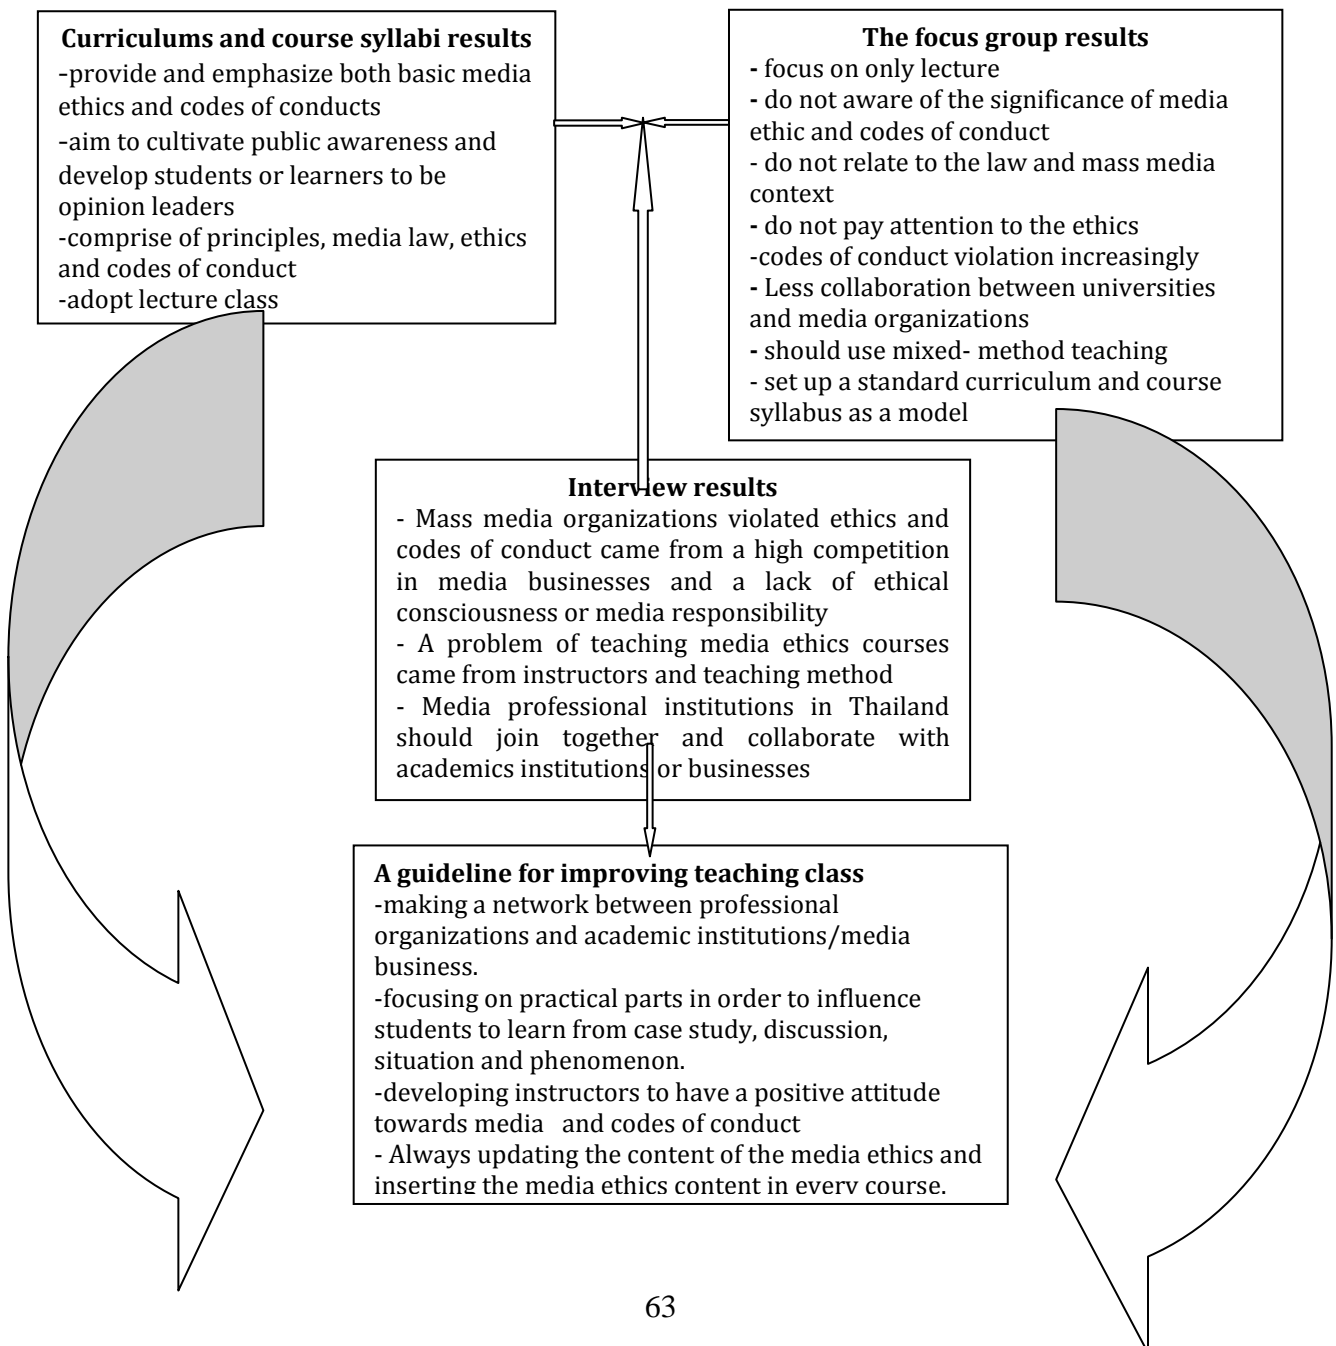 Curriculums and course syllabi results
-provide and emphasize both basic media
ethics and codes of conducts
-aim to cultivate public awareness and
develop students or learners to be
opinion leaders
-comprise of principles, media law, ethics
and codes of conduct
-adopt lecture class
The focus group results
- focus on only lecture
- do not aware of the significance of media
ethic and codes of conduct
- do not relate to the law and mass media
context
- do not pay attention to the ethics
-codes of conduct violation increasingly
- Less collaboration between universities
and media organizations
- should use mixed- method teaching
- set up a standard curriculum and course
syllabus as a model
Interview results
- Mass media organizations violated ethics and
codes of conduct came from a high competition
in media businesses and a lack of ethical
consciousness or media responsibility
- A problem of teaching media ethics courses
came from instructors and teaching method
- Media professional institutions in Thailand
should join together and collaborate with
academics institutions or businesses
A guideline for improving teaching class
-making a network between professional
organizations and academic institutions/media
business.
-focusing on practical parts in order to influence
students to learn from case study, discussion,
situation and phenomenon.
-developing instructors to have a positive attitude
towards media and codes of conduct
- Always updating the content of the media ethics and
inserting the media ethics content in every course.
63